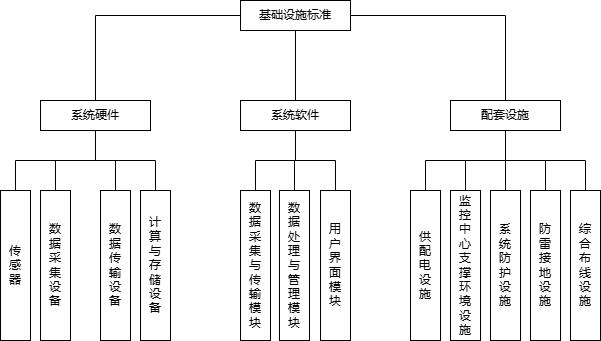 基础设施标准
系统硬件
系统软件
配套设施
传感器
数据采集设备
数据传输设备
计算与存储设备
数据采集与传输模块
数据处理与管理模块
用户界面模块
供配电设施
监控中心支撑环境设施
系统防护设施
防雷接地设施
综合布线设施